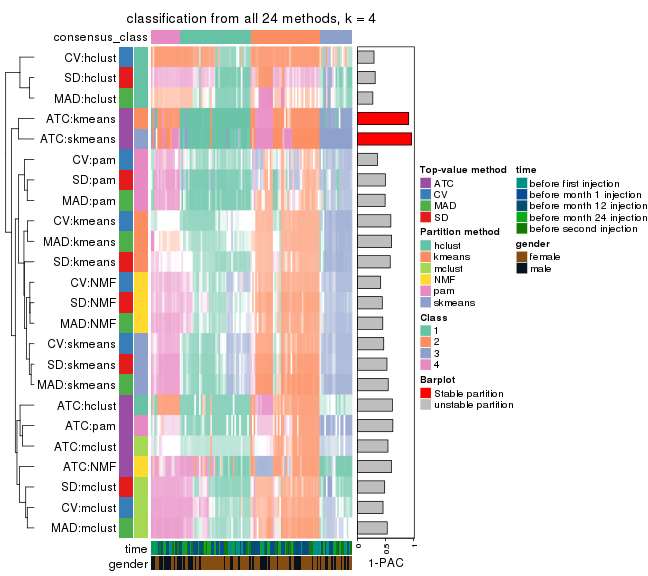 classification from all 24 methods, k = 4
consensus_class
CV:hclust
SD:hclust
MAD:hclust
ATC:kmeans
ATC:skmeans
CV:pam
SD:pam
MAD:pam
CV:kmeans
MAD:kmeans
SD:kmeans
CV:NMF
SD:NMF
MAD:NMF
CV:skmeans
SD:skmeans
MAD:skmeans
ATC:hclust
ATC:pam
ATC:mclust
ATC:NMF
SD:mclust
CV:mclust
MAD:mclust
time
gender
0
0.5
1
1-PAC
Top-value method
ATC
CV
MAD
SD
Partition method
hclust
kmeans
mclust
NMF
pam
skmeans
Class
1
2
3
4
Barplot
Stable partition
unstable partition
time
before first injection
before month 1 injection
before month 12 injection
before month 24 injection
before second injection
gender
female
male